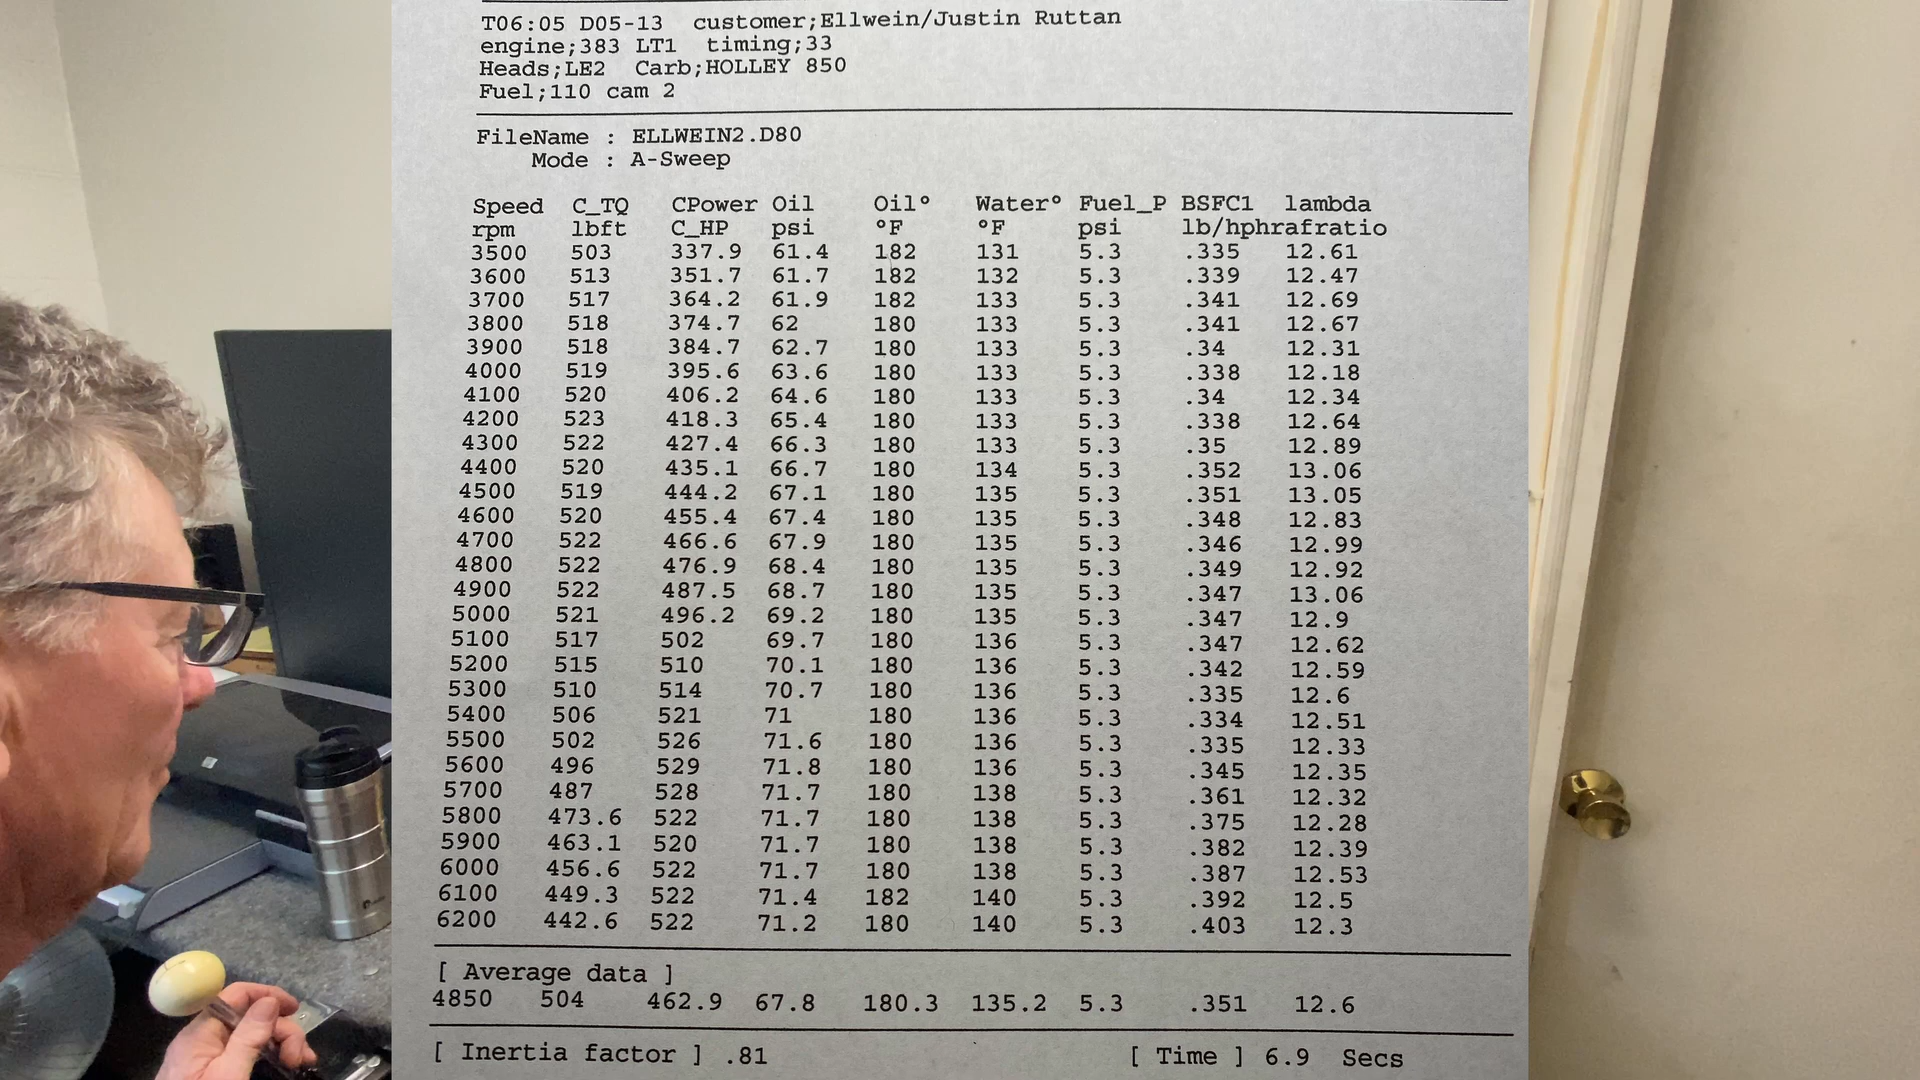 T06:05 D05-13 customer;Ellwein/Justin Ruttan
engine;383 LT1 timing;33
Heads;LE2 Carb;HOLLEY 850
Fuel;110 cam 2
FileName : ELLWEIN2.D80
Mode : A-Sweep
Speed C_TQ CPower Oil Oil° Water° Fuel_P BSFC1 lambda
rpm lbft C_HP psi °F °F psi lb/hphrafratio
3500 503 337.9 61.4 182 131 5.3 .335 12.61
3600 513 351.7 61.7 182 132 5.3 .339 12.47
3700 517 364.2 61.9 182 133 5.3 .341 12.69
3800 518 374.7 62 180 133 5.3 .341 12.67
3900 518 384.7 62.7 180 133 5.3 .34 12.31
4000 519 395.6 63.6 180 133 5.3 .338 12.18
4100 520 406.2 64.6 180 133 5.3 .34 12.34
4200 523 418.3 65.4 180 133 5.3 .338 12.64
4300 522 427.4 66.3 180 133 5.3 .35 12.89
4400 520 435.1 66.7 180 134 5.3 .352 13.06
4500 519 444.2 67.1 180 135 5.3 .351 13.05
4600 520 455.4 67.4 180 135 5.3 .348 12.83
4700 522 466.6 67.9 180 135 5.3 .346 12.99
4800 522 476.9 68.4 180 135 5.3 .349 12.92
4900 522 487.5 68.7 180 135 5.3 .347 13.06
5000 521 496.2 69.2 180 135 5.3 .347 12.9
5100 517 502 69.7 180 136 5.3 .347 12.62
5200 515 510 70.1 180 136 5.3 .342 12.59
5300 510 514 70.7 180 136 5.3 .335 12.6
5400 506 521 71 180 136 5.3 .334 12.51
5500 502 526 71.6 180 136 5.3 .335 12.33
5600 496 529 71.8 180 136 5.3 .345 12.35
5700 487 528 71.7 180 138 5.3 .361 12.32
5800 473.6 522 71.7 180 138 5.3 .375 12.28
5900 463.1 520 71.7 180 138 5.3 .382 12.39
6000 456.6 522 71.7 180 138 5.3 .387 12.53
6100 449.3 522 71.4 182 140 5.3 .392 12.5
6200 442.6 522 71.2 180 140 5.3 .403 12.3
[ Average data ]
4850 504 462.9 67.8 180.3 135.2 5.3 .351 12.6
[ Inertia factor ] .81 [ Time ] 6.9 Secs